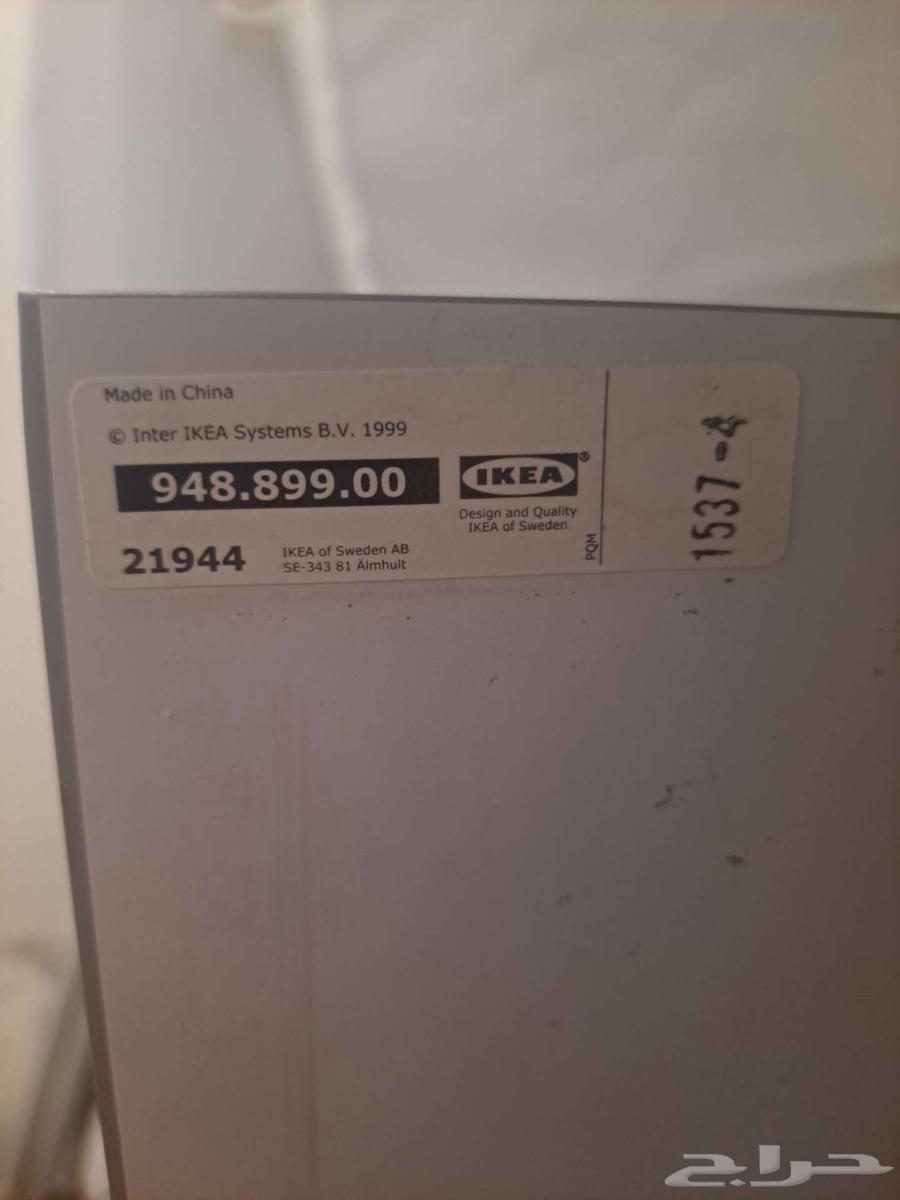 Made in China
© Inter IKEA Systems B.V. 1999
948.899.00
IKEA®
Design and Quality
IKEA of Sweden
21944
IKEA of Sweden AB
SE-343 81 Älmhult
PQM
1537-4
حراج